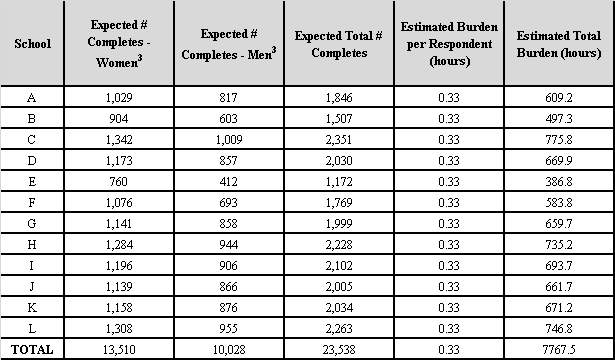 School
Expected #
Completes -
Women3
Expected #
Completes - Men3
Expected Total #
Completes
Estimated Burden
per Respondent
(hours)
Estimated Total
Burden (hours)
A 1,029 817 1,846 0.33 609.2
B 904 603 1,507 0.33 497.3
C 1,342 1,009 2,351 0.33 775.8
D 1,173 857 2,030 0.33 669.9
E 760 412 1,172 0.33 386.8
F 1,076 693 1,769 0.33 583.8
G 1,141 858 1,999 0.33 659.7
H 1,284 944 2,228 0.33 735.2
I 1,196 906 2,102 0.33 693.7
J 1,139 866 2,005 0.33 661.7
K 1,158 876 2,034 0.33 671.2
L 1,308 955 2,263 0.33 746.8
TOTAL 13,510 10,028 23,538 0.33 7767.5